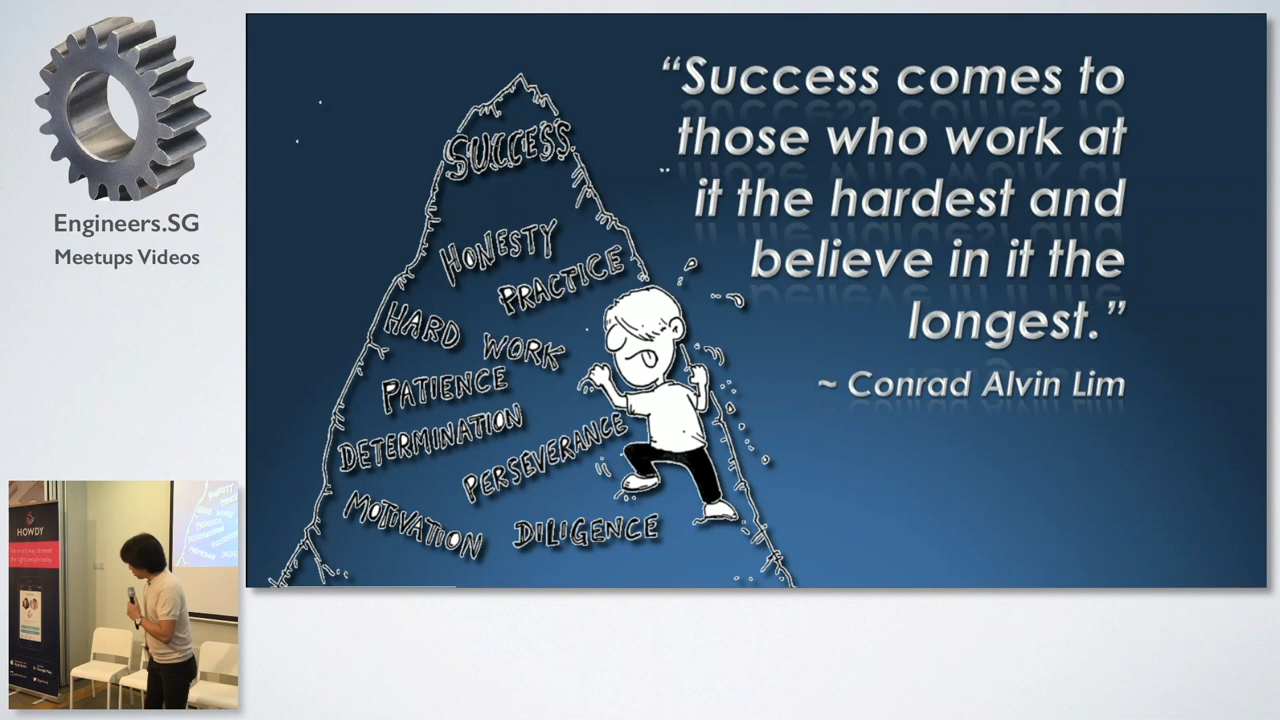 Engineers.SG
Meetups Videos
“Success comes to
those who work at
it the hardest and
believe in it the
longest.”
~ Conrad Alvin Lim
SUCCESS
HONESTY
PRACTICE
HARD WORK
PATIENCE
DETERMINATION
PERSEVERANCE
MOTIVATION
DILIGENCE
HOWDY